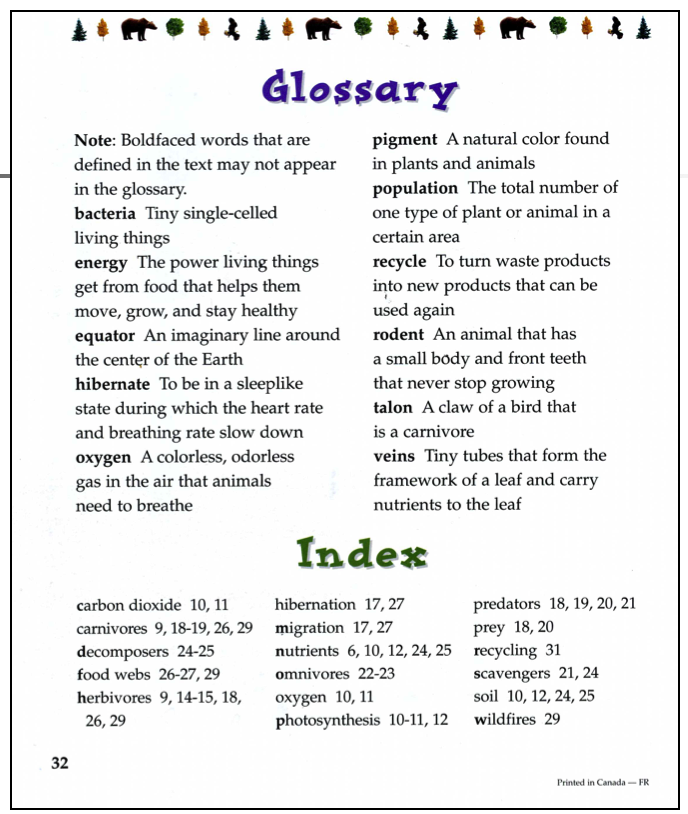 Glossary
Note: Boldfaced words that are
defined in the text may not appear
in the glossary.
bacteria Tiny single-celled
living things
energy The power living things
get from food that helps them
move, grow, and stay healthy
equator An imaginary line around
the center of the Earth
hibernate To be in a sleeplike
state during which the heart rate
and breathing rate slow down
oxygen A colorless, odorless
gas in the air that animals
need to breathe
pigment A natural color found
in plants and animals
population The total number of
one type of plant or animal in a
certain area
recycle To turn waste products
into new products that can be
used again
rodent An animal that has
a small body and front teeth
that never stop growing
talon A claw of a bird that
is a carnivore
veins Tiny tubes that form the
framework of a leaf and carry
nutrients to the leaf
Index
carbon dioxide 10, 11
carnivores 9, 18-19, 26, 29
decomposers 24-25
food webs 26-27, 29
herbivores 9, 14-15, 18,
26, 29
hibernation 17, 27
migration 17, 27
nutrients 6, 10, 12, 24, 25
omnivores 22-23
oxygen 10, 11
photosynthesis 10-11, 12
predators 18, 19, 20, 21
prey 18, 20
recycling 31
scavengers 21, 24
soil 10, 12, 24, 25
wildfires 29
32
Printed in Canada — FR